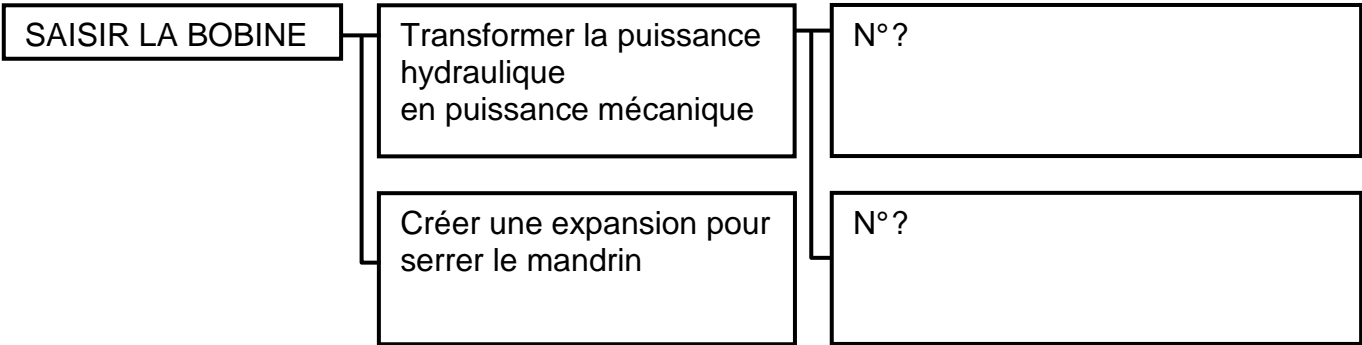 SAISIR LA BOBINE
Transformer la puissance
hydraulique
en puissance mécanique
N°?
Créer une expansion pour
serrer le mandrin
N°?